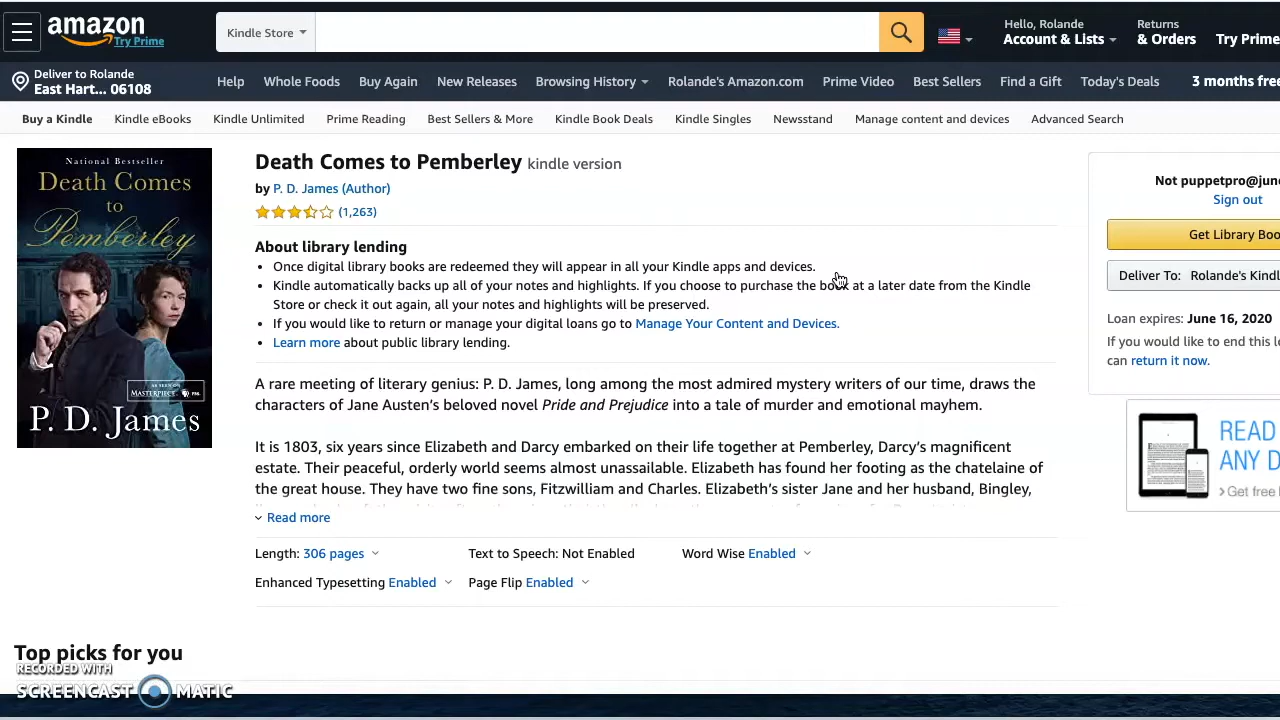 amazon
Try Prime
Kindle Store
Hello, Rolande
Account & Lists
Returns
& Orders
Try Prime
Deliver to Rolande
East Hart... 06108
Help Whole Foods Buy Again New Releases Browsing History Rolande's Amazon.com Prime Video Best Sellers Find a Gift Today's Deals 3 months free
Buy a Kindle Kindle eBooks Kindle Unlimited Prime Reading Best Sellers & More Kindle Book Deals Kindle Singles Newsstand Manage content and devices Advanced Search
National Bestseller
Death Comes
to
Pemberley
AS SEEN ON
MASTERPIECE PBS
P. D. James
Death Comes to Pemberley kindle version
by P. D. James (Author)
(1,263)
About library lending
• Once digital library books are redeemed they will appear in all your Kindle apps and devices.
• Kindle automatically backs up all of your notes and highlights. If you choose to purchase the book at a later date from the Kindle
Store or check it out again, all your notes and highlights will be preserved.
• If you would like to return or manage your digital loans go to Manage Your Content and Devices.
• Learn more about public library lending.
A rare meeting of literary genius: P. D. James, long among the most admired mystery writers of our time, draws the
characters of Jane Austen's beloved novel Pride and Prejudice into a tale of murder and emotional mayhem.
It is 1803, six years since Elizabeth and Darcy embarked on their life together at Pemberley, Darcy's magnificent
estate. Their peaceful, orderly world seems almost unassailable. Elizabeth has found her footing as the chatelaine of
the great house. They have two fine sons, Fitzwilliam and Charles. Elizabeth's sister Jane and her husband, Bingley,
Read more
Length: 306 pages Text to Speech: Not Enabled Word Wise Enabled
Enhanced Typesetting Enabled Page Flip Enabled
Not puppetpro@jun
Sign out
Get Library Boo
Deliver To: Rolande's Kindl
Loan expires: June 16, 2020
If you would like to end this l
can return it now.
READ
ANY D
Get free
Top picks for you
RECORDED WITH
SCREENCAST MATIC